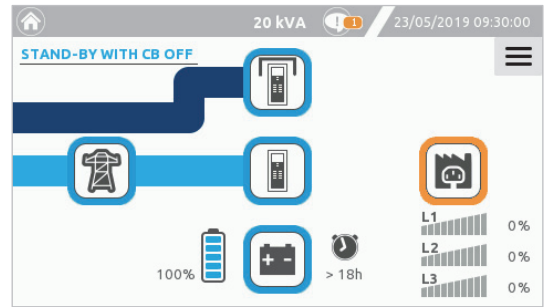 20 kVA
1
23/05/2019 09:30:00
STAND-BY WITH CB OFF
100%
> 18h
L1
0%
L2
0%
L3
0%